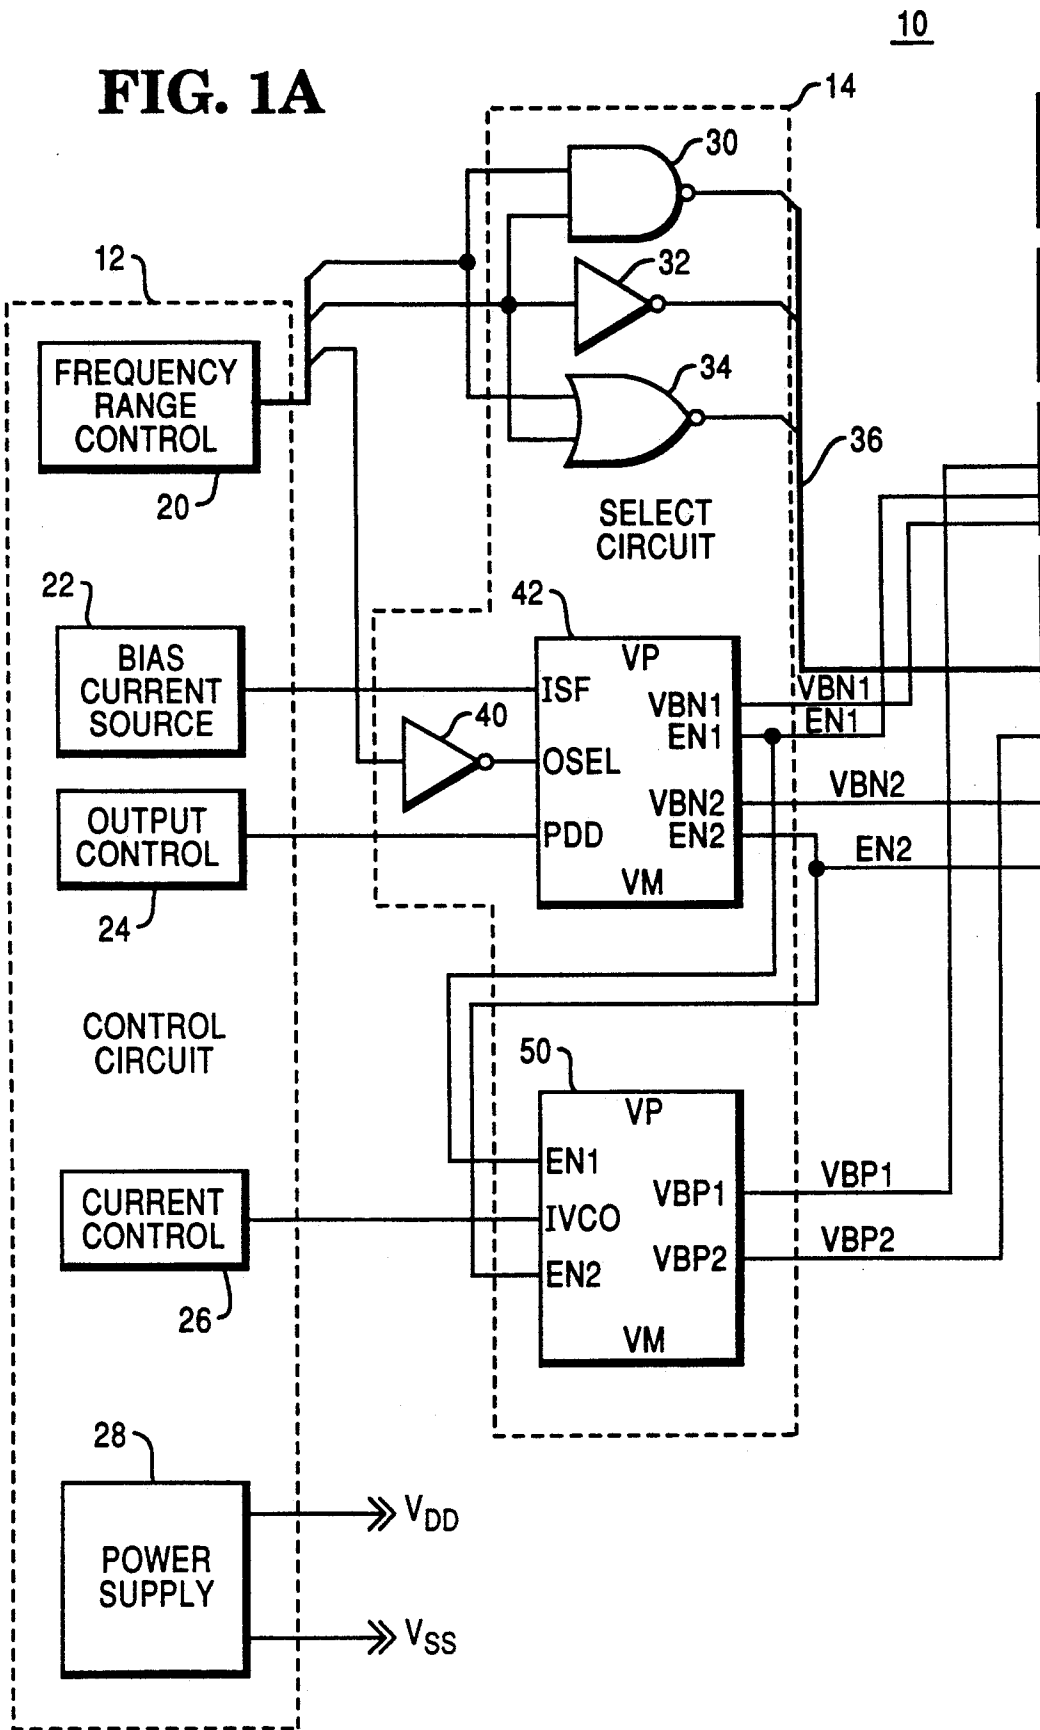 10
FIG. 1A
14
30
12
32
FREQUENCY
RANGE
CONTROL
34
36
20
SELECT
CIRCUIT
22
42
BIAS
CURRENT
SOURCE
VP
ISF
VBN1
VBN1
40
EN1
EN1
OSEL
VBN2
VBN2
OUTPUT
CONTROL
PDD
EN2
EN2
VM
24
CONTROL
CIRCUIT
50
VP
EN1
VBP1
VBP1
CURRENT
CONTROL
IVCO
VBP2
VBP2
EN2
26
VM
28
VDD
POWER
SUPPLY
VSS